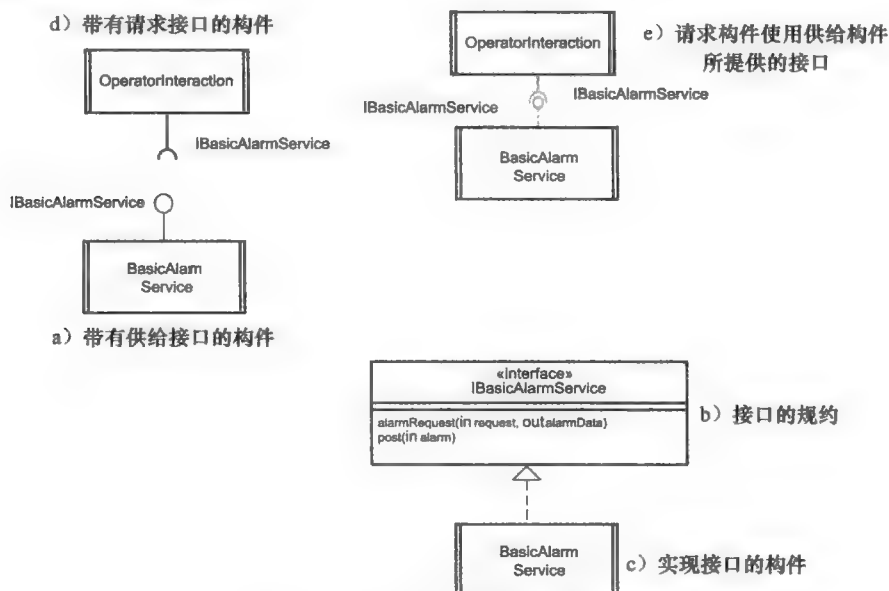 d）带有请求接口的构件
OperatorInteraction
IBasicAlarmService
IBasicAlarmService
BasicAlarm
Service
a）带有供给接口的构件
OperatorInteraction
e）请求构件使用供给构件
所提供的接口
IBasicAlarmService
IBasicAlarmService
BasicAlarm
Service
«interface»
IBasicAlarmService
alarmRequest(in request, outalarmData)
post(in alarm)
b）接口的规约
BasicAlarm
Service
c）实现接口的构件